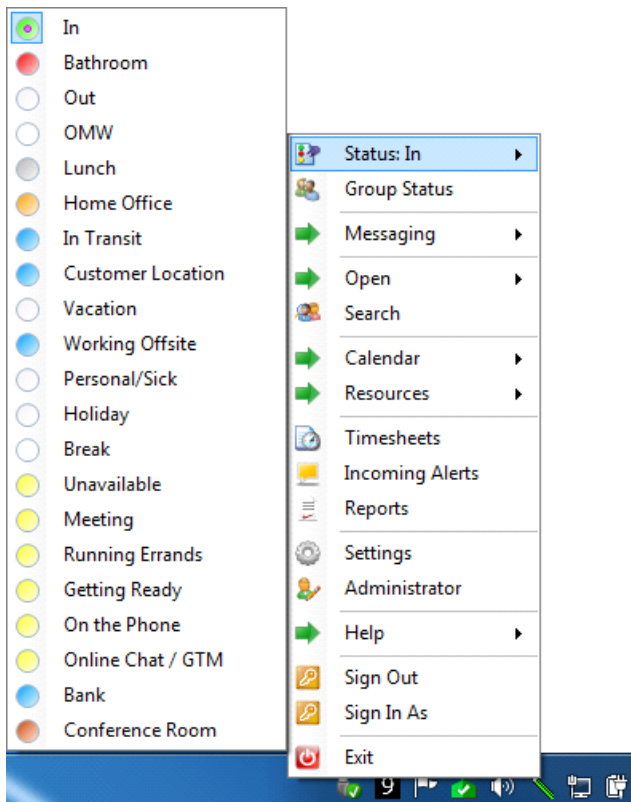 In
Bathroom
Out
OMW
Lunch
Home Office
In Transit
Customer Location
Vacation
Working Offsite
Personal/Sick
Holiday
Break
Unavailable
Meeting
Running Errands
Getting Ready
On the Phone
Online Chat / GTM
Bank
Conference Room
Status: In
Group Status
Messaging
Open
Search
Calendar
Resources
Timesheets
Incoming Alerts
Reports
Settings
Administrator
Help
Sign Out
Sign In As
Exit
9